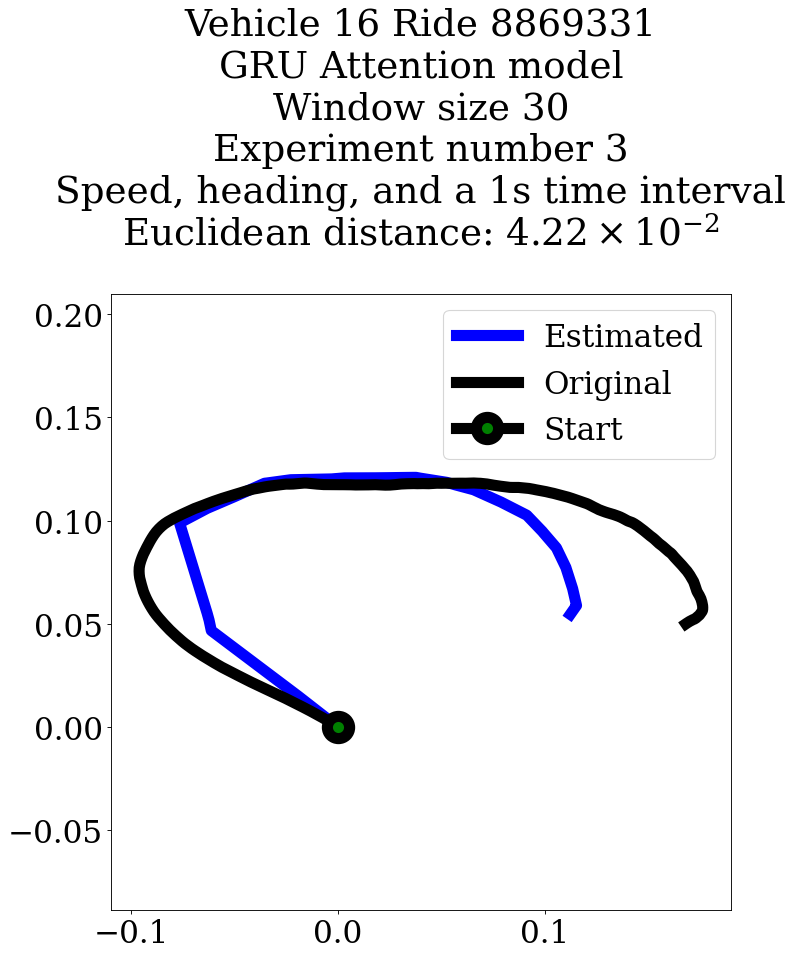 Vehicle 16 Ride 8869331
GRU Attention model
Window size 30
Experiment number 3
Speed, heading, and a 1s time interval
Euclidean distance: 4.22 × 10⁻²
Estimated
Original
Start
0.20
0.15
0.10
0.05
0.00
−0.05
−0.1 0.0 0.1